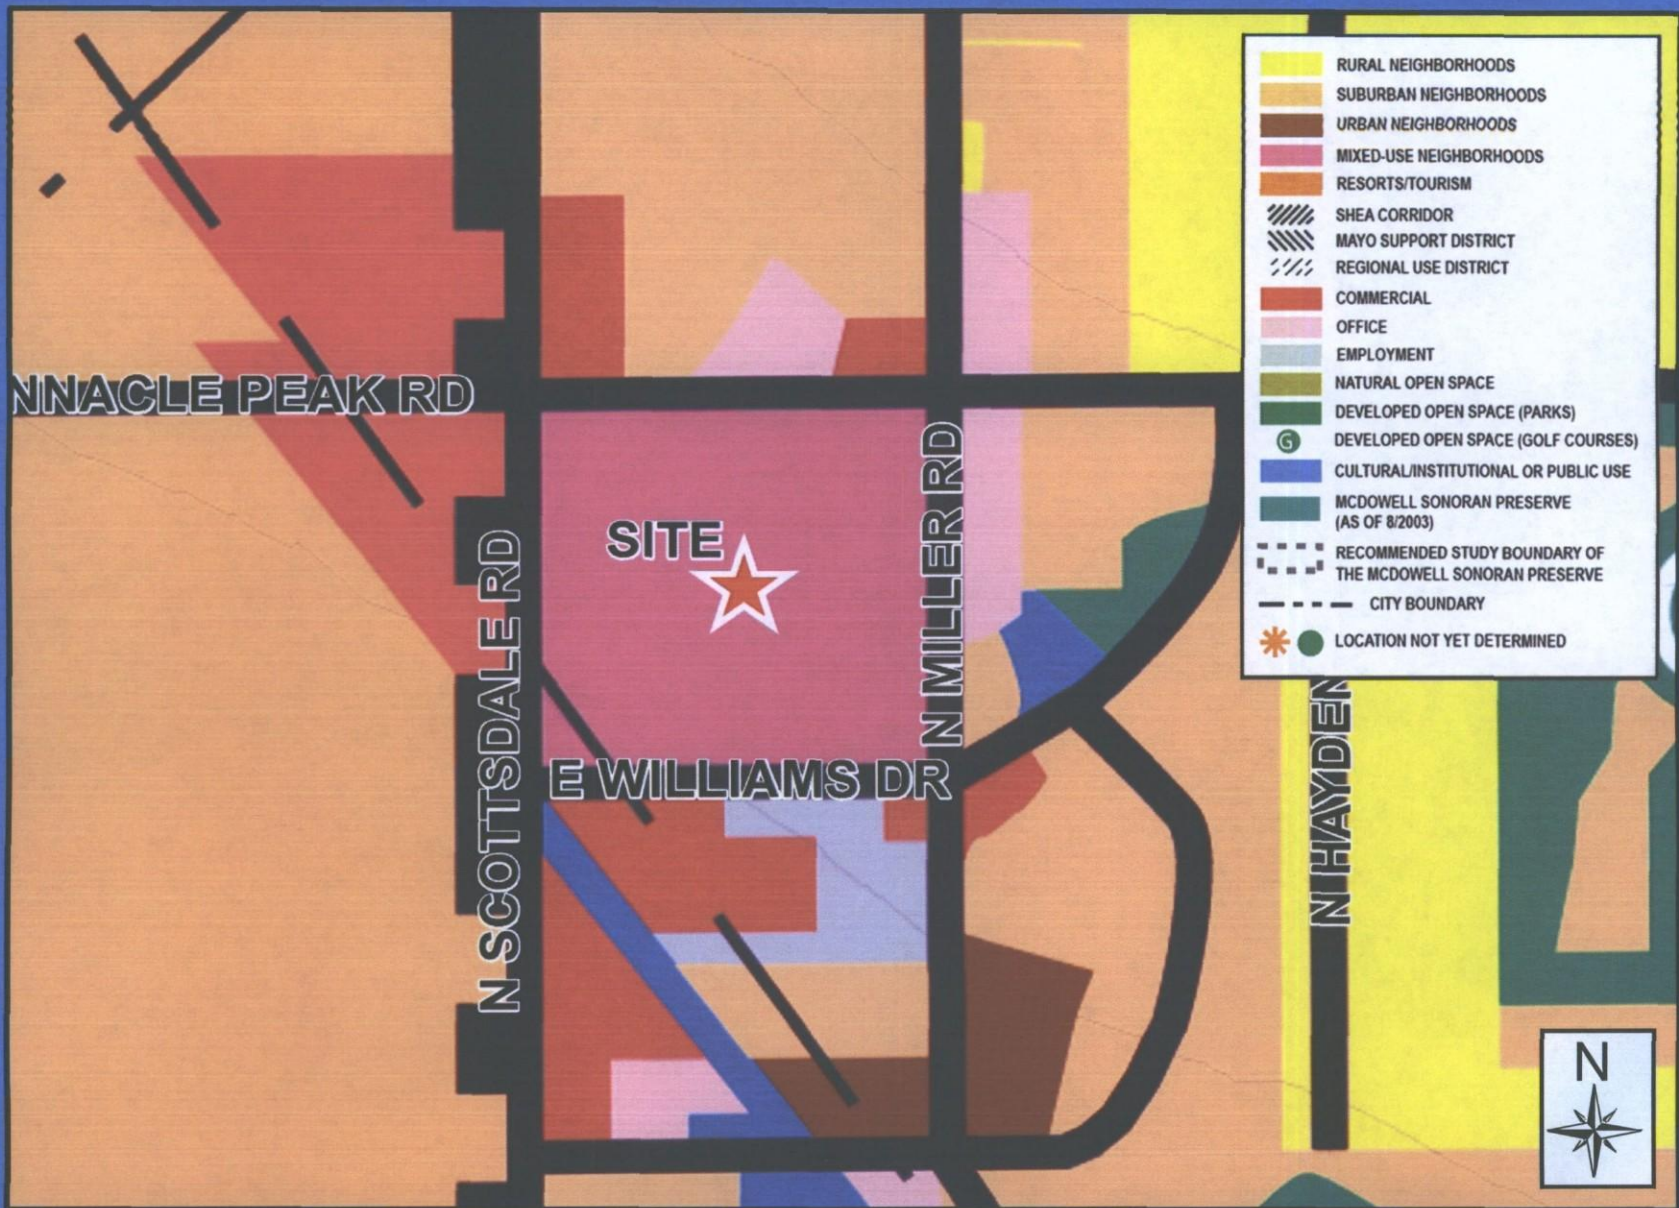 RURAL NEIGHBORHOODS
SUBURBAN NEIGHBORHOODS
URBAN NEIGHBORHOODS
MIXED-USE NEIGHBORHOODS
RESORTS/TOURISM
SHEA CORRIDOR
MAYO SUPPORT DISTRICT
REGIONAL USE DISTRICT
COMMERCIAL
OFFICE
EMPLOYMENT
NATURAL OPEN SPACE
DEVELOPED OPEN SPACE (PARKS)
G DEVELOPED OPEN SPACE (GOLF COURSES)
CULTURAL/INSTITUTIONAL OR PUBLIC USE
MCDOWELL SONORAN PRESERVE
(AS OF 8/2003)
RECOMMENDED STUDY BOUNDARY OF
THE MCDOWELL SONORAN PRESERVE
CITY BOUNDARY
LOCATION NOT YET DETERMINED
NNACLE PEAK RD
SITE
N SCOTTSDALE RD
N MILLER RD
E WILLIAMS DR
N HAYDEN
N